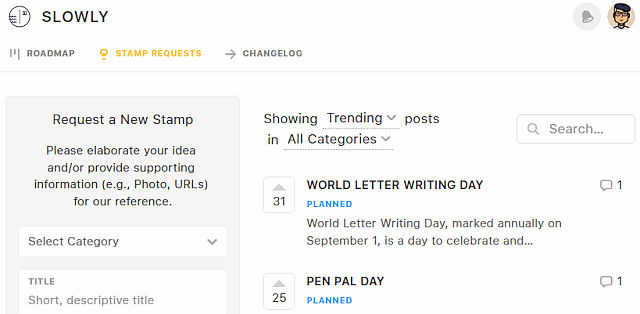 SLOWLY
ROADMAP
STAMP REQUESTS
CHANGELOG
Request a New Stamp
Please elaborate your idea
and/or provide supporting
information (e.g., Photo, URLs)
for our reference.
Select Category
TITLE
Short, descriptive title
Showing Trending posts
in All Categories
Search...
31
WORLD LETTER WRITING DAY
1
PLANNED
World Letter Writing Day, marked annually on
September 1, is a day to celebrate and...
25
PEN PAL DAY
1
PLANNED